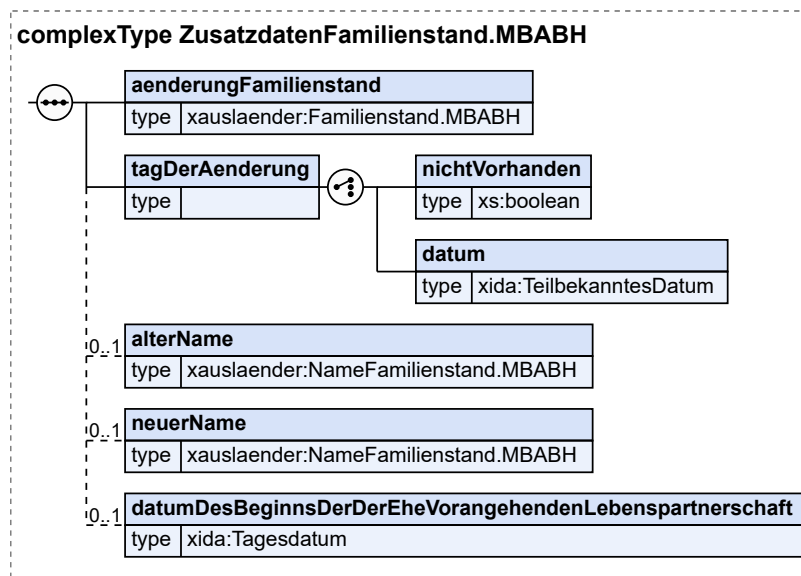 complexType ZusatzdatenFamilienstand.MBABH
aenderungFamilienstand
type xauslaender:Familienstand.MBABH
tagDerAenderung
type
nichtVorhanden
type xs:boolean
datum
type xida:TeilbekanntesDatum
0..1
alterName
type xauslaender:NameFamilienstand.MBABH
0..1
neuerName
type xauslaender:NameFamilienstand.MBABH
0..1
datumDesBeginnsDerDerEheVorangehendenLebenspartnerschaft
type xida:Tagesdatum